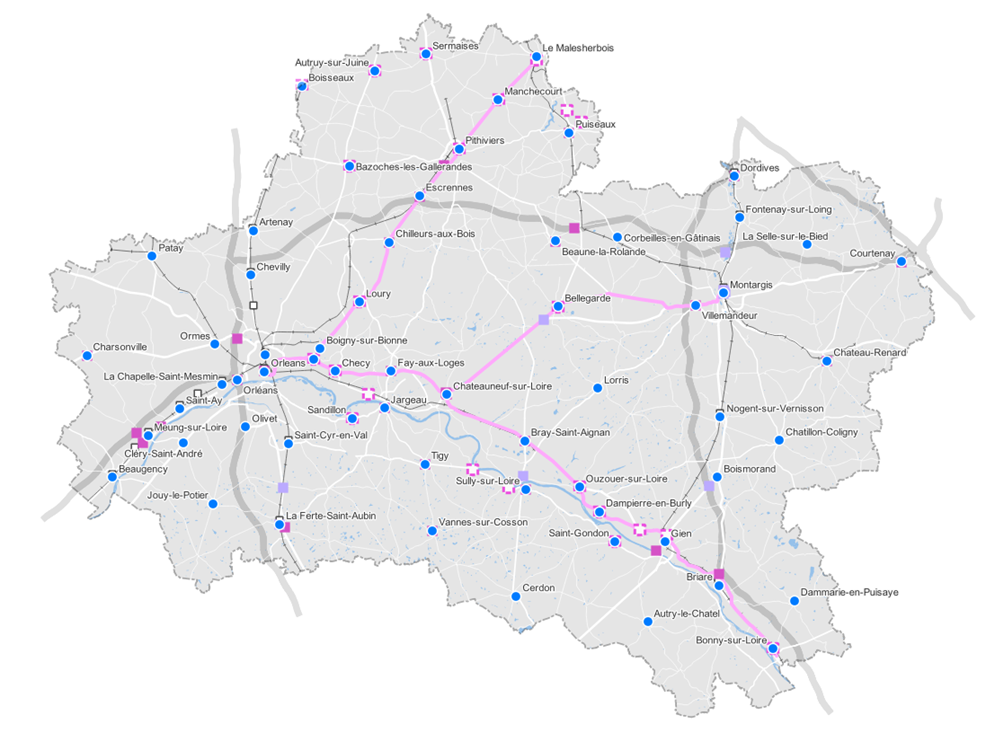 Sermaises
Le Malesherbois
Autruy-sur-Juine
Boisseaux
Manchecourt
Puiseaux
Pithiviers
Bazoches-les-Gallerandes
Dordives
Escrennes
Fontenay-sur-Loing
Artenay
Chilleurs-aux-Bois
Corbeilles-en-Gâtinais
La Selle-sur-le-Bied
Patay
Beaune-la-Rolande
Courtenay
Chevilly
Montargis
Loury
Bellegarde
Villemandeur
Ormes
Boigny-sur-Bionne
Charsonville
Chateau-Renard
Orleans
Checy
Fay-aux-Loges
La Chapelle-Saint-Mesmin
Orléans
Chateauneuf-sur-Loire
Lorris
Saint-Ay
Jargeau
Sandillon
Nogent-sur-Vernisson
Olivet
Meung-sur-Loire
Saint-Cyr-en-Val
Bray-Saint-Aignan
Chatillon-Coligny
Cléry-Saint-André
Tigy
Beaugency
Boismorand
Sully-sur-Loire
Ouzouer-sur-Loire
Jouy-le-Potier
Dampierre-en-Burly
La Ferte-Saint-Aubin
Vannes-sur-Cosson
Saint-Gondon
Gien
Briare
Cerdon
Dammarie-en-Puisaye
Autry-le-Chatel
Bonny-sur-Loire